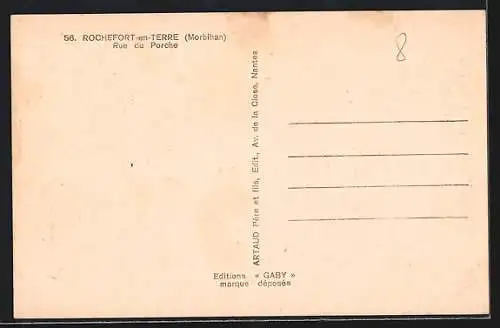 56. ROCHEFORT-en-TERRE (Morbihan)
Rue du Porche
8
ARTAUD Père et fils, Edit., Av. de la Close, Nantes
Editions « GABY »
marque déposée